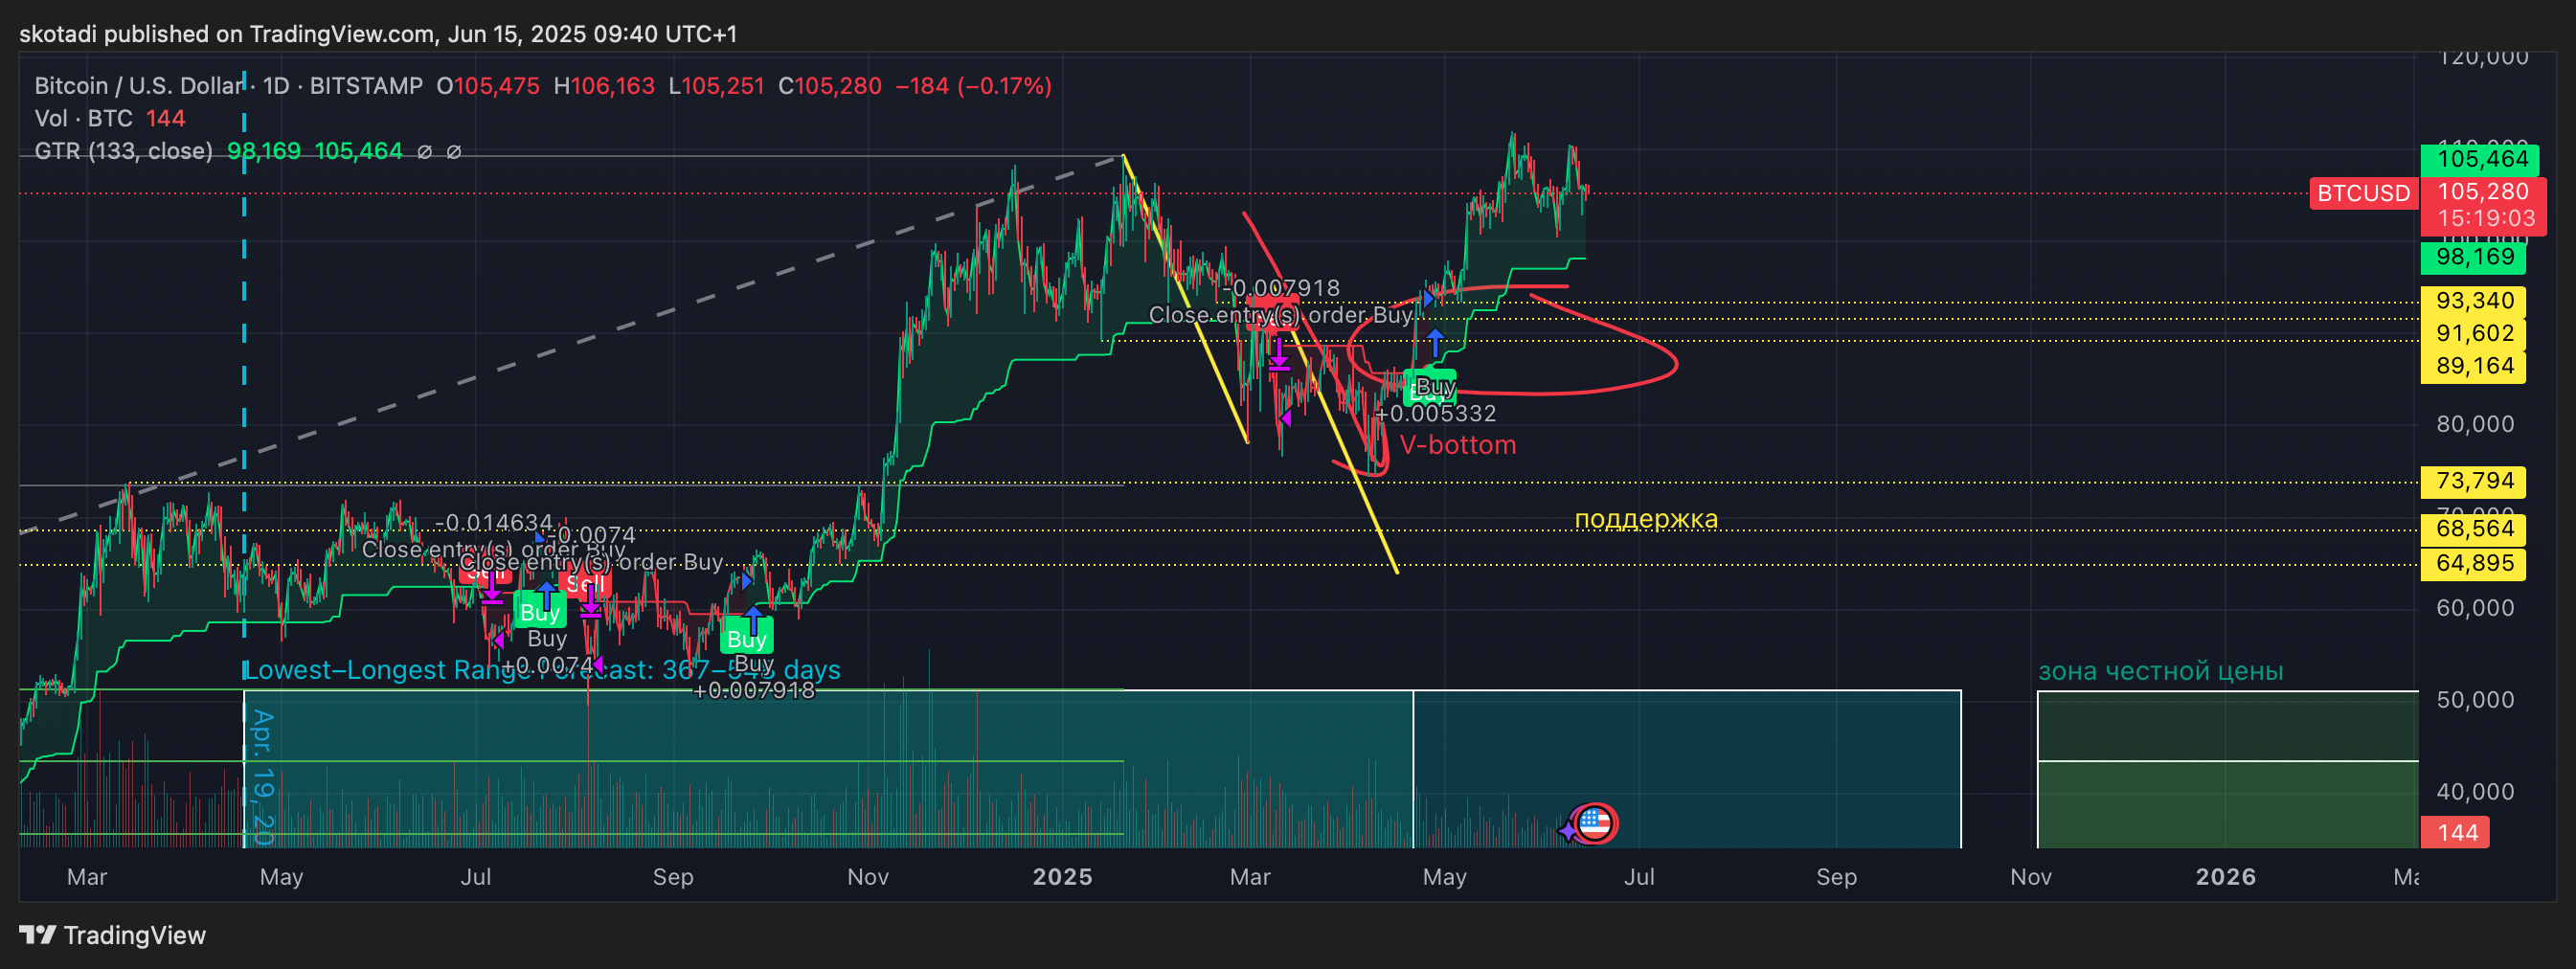 skotadi published on TradingView.com, Jun 15, 2025 09:40 UTC+1
Bitcoin / U.S. Dollar · 1D · BITSTAMP O105,475 H106,163 L105,251 C105,280 −184 (−0.17%)
Vol · BTC 144
GTR (133, close) 98,169 105,464 ∅ ∅
120,000
105,464
BTCUSD 105,280
15:19:03
98,169
-0.007918
Close entry(s) order Buy
93,340
91,602
89,164
Buy
+0.005332
V-bottom
80,000
73,794
поддержка
68,564
64,895
-0.014634
-0.0074
Close entry(s) order Buy
Close entry(s) order Buy
Sell
Sell
Buy
Buy
+0.0074
Buy
Buy
+0.007918
60,000
Lowest–Longest Range Forecast: 367–548 days
зона честной цены
50,000
40,000
Apr. 19, 20
144
Mar May Jul Sep Nov 2025 Mar May Jul Sep Nov 2026
TradingView